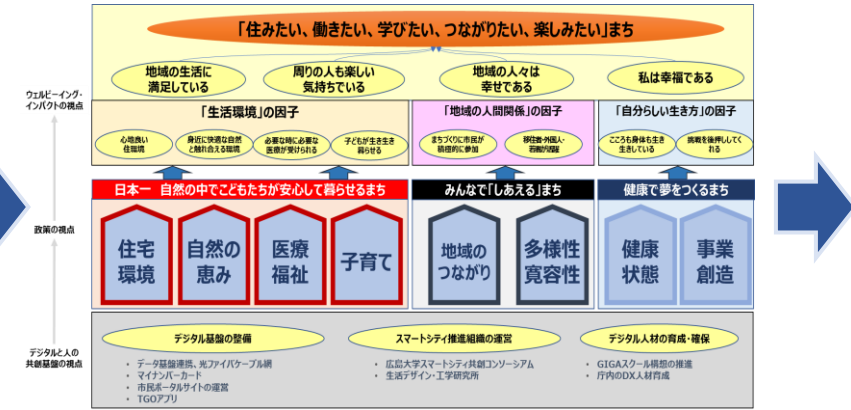 「住みたい、働きたい、学びたい、つながりたい、楽しみたい」まち
地域の生活に
満足している
周りの人も楽しい
気持ちでいる
地域の人々は
幸せである
私は幸福である
ウェルビーイング・
インパクトの視点
「生活環境」の因子
「地域の人間関係」の因子
「自分らしい生き方」の因子
心地良い
住環境
身近に快適な自然
と触れ合える環境
必要な時に必要な
医療が受けられる
子どもが生き生き
暮らせる
まちづくりに市民が
積極的に参加
移住者・外国人・
若者が活躍
こころも身体も生き
生きしている
挑戦を後押ししてく
れる
日本一 自然の中でこどもたちが安心して暮らせるまち
みんなで「しあえる」まち
健康で夢をつくるまち
政策の視点
住宅
環境
自然の
恵み
医療
福祉
子育て
地域の
つながり
多様性
寛容性
健康
状態
事業
創造
デジタルと人の
共創基盤の視点
デジタル基盤の整備
スマートシティ推進組織の運営
デジタル人材の育成・確保
・ データ基盤連携、光ファイバケーブル網
・ マイナンバーカード
・ 市民ポータルサイトの運営
・ TGOアプリ
・ 広島大学スマートシティ共創コンソーシアム
・ 生活デザイン・工学研究所
・ GIGAスクール構想の推進
・ 庁内のDX人材育成